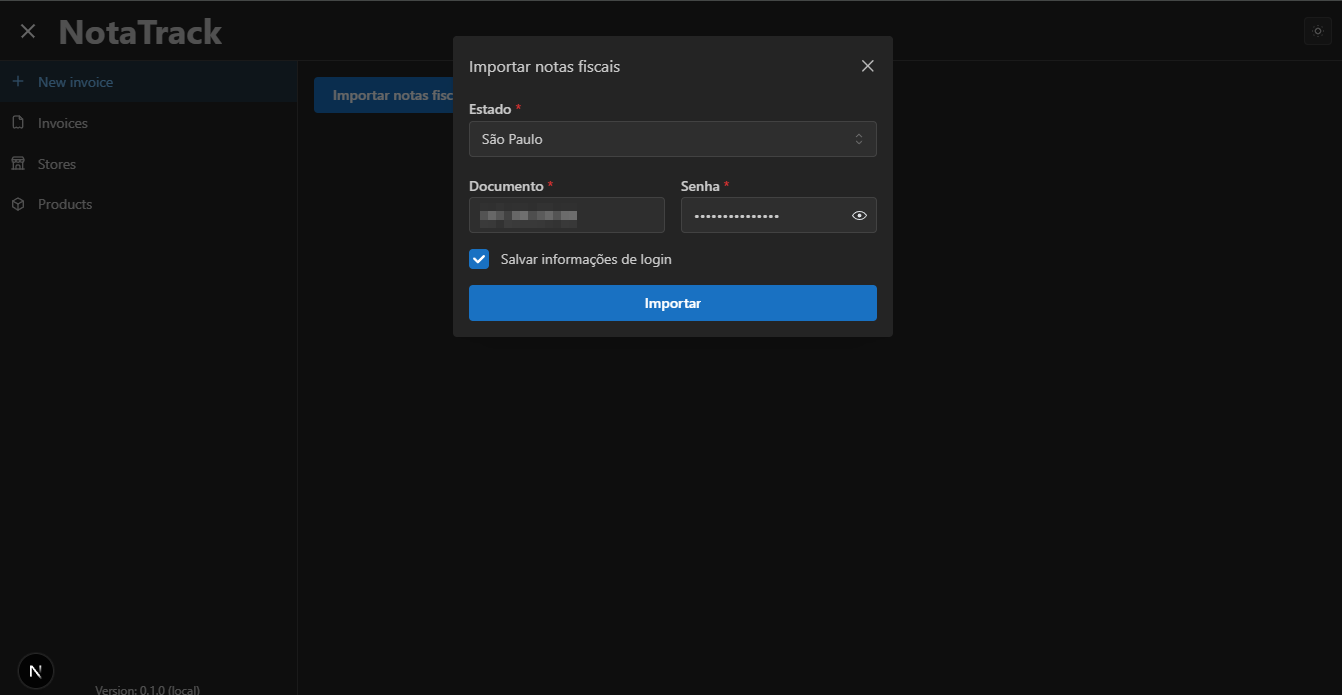 NotaTrack
New invoice
Invoices
Stores
Products
Importar notas fisc
Importar notas fiscais
Estado *
São Paulo
Documento *
Senha *
Salvar informações de login
Importar
N
Version: 0.1.0 (local)